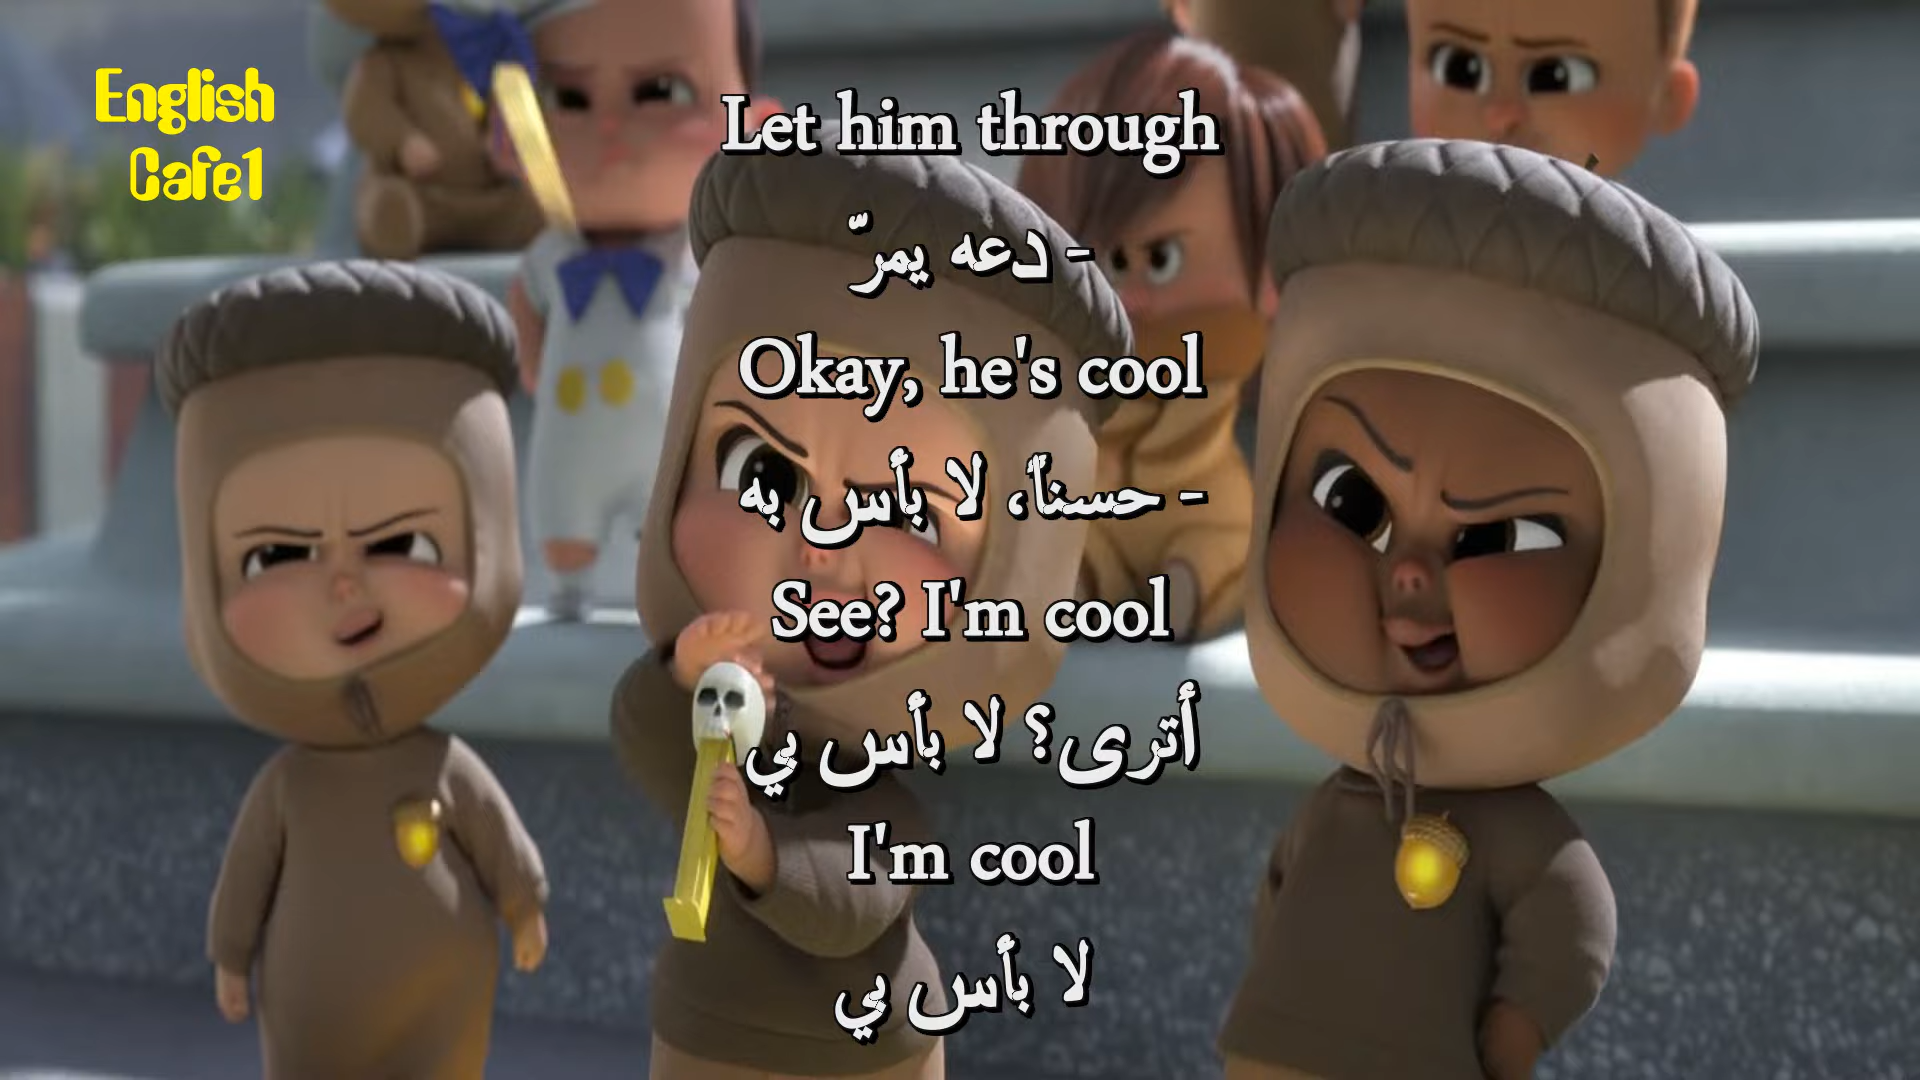 English
Cafe1
Let him through
- دعه يمرّ
Okay, he's cool
- حسناً، لا بأس به
See? I'm cool
أترى؟ لا بأس بي
I'm cool
لا بأس بي